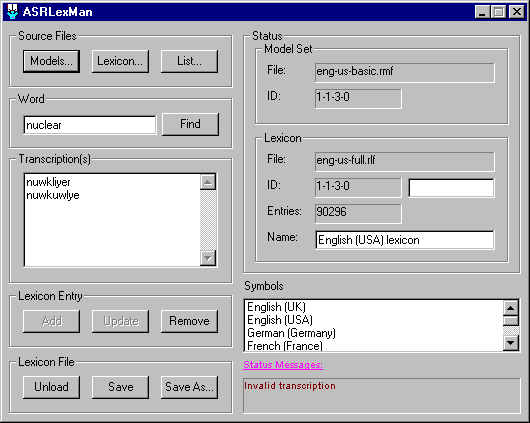 ASRLexMan
Source Files
Models... Lexicon... List...
Word
nuclear Find
Transcription(s)
nuwkliyer
nuwkuwlye
Lexicon Entry
Add Update Remove
Lexicon File
Unload Save Save As...
Status
Model Set
File: eng-us-basic.rmf
ID: 1-1-3-0
Lexicon
File: eng-us-full.rlf
ID: 1-1-3-0
Entries: 90296
Name: English (USA) lexicon
Symbols
English (UK)
English (USA)
German (Germany)
French (France)
Status Messages:
Invalid transcription